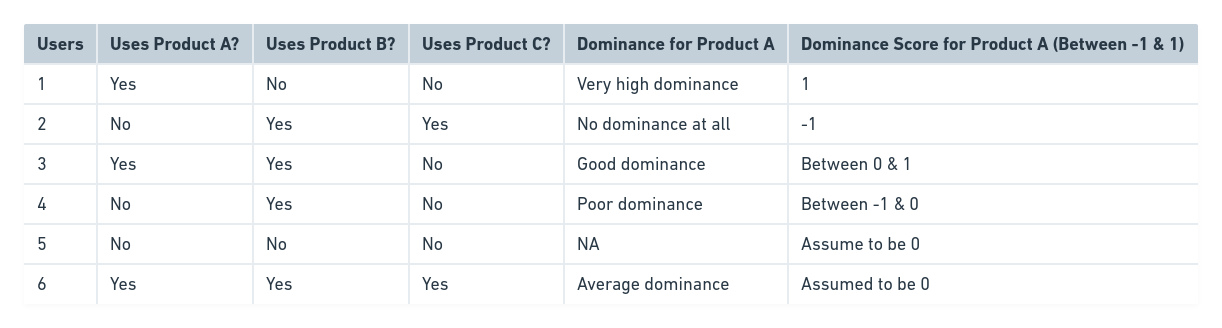 Users Uses Product A? Uses Product B? Uses Product C? Dominance for Product A Dominance Score for Product A (Between -1 & 1)
1 Yes No No Very high dominance 1
2 No Yes Yes No dominance at all -1
3 Yes Yes No Good dominance Between 0 & 1
4 No Yes No Poor dominance Between -1 & 0
5 No No No NA Assume to be 0
6 Yes Yes Yes Average dominance Assumed to be 0